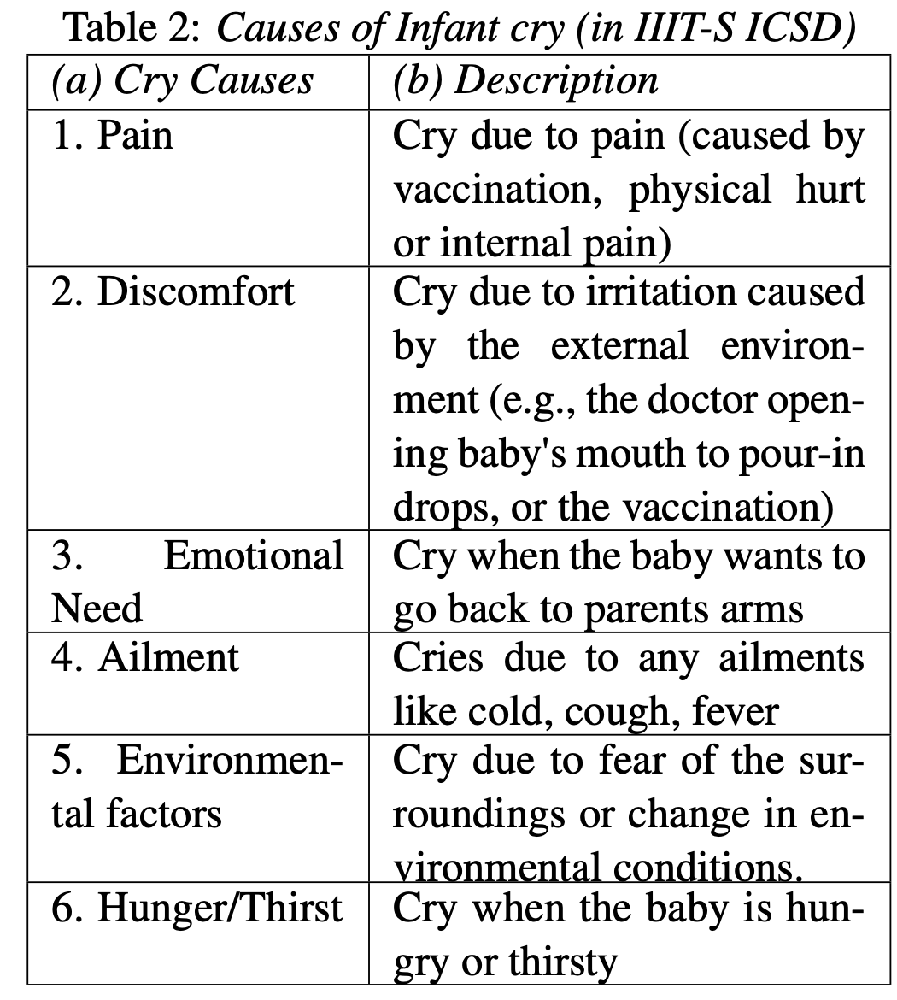 Table 2: Causes of Infant cry (in IIIT-S ICSD)
(a) Cry Causes
(b) Description
1. Pain
Cry due to pain (caused by
vaccination, physical hurt
or internal pain)
2. Discomfort
Cry due to irritation caused
by the external environ-
ment (e.g., the doctor open-
ing baby's mouth to pour-in
drops, or the vaccination)
3. Emotional
Need
Cry when the baby wants to
go back to parents arms
4. Ailment
Cries due to any ailments
like cold, cough, fever
5. Environmen-
tal factors
Cry due to fear of the sur-
roundings or change in en-
vironmental conditions.
6. Hunger/Thirst
Cry when the baby is hun-
gry or thirsty